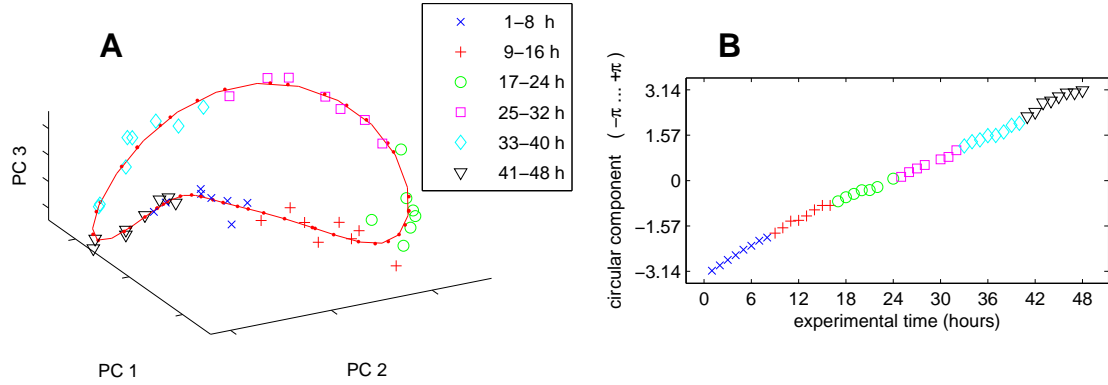 A
1−8 h
9−16 h
17−24 h
25−32 h
33−40 h
41−48 h
PC 3
PC 1
PC 2
B
circular component ( −π ... +π )
3.14
1.57
0
−1.57
−3.14
0 6 12 18 24 30 36 42 48
experimental time (hours)